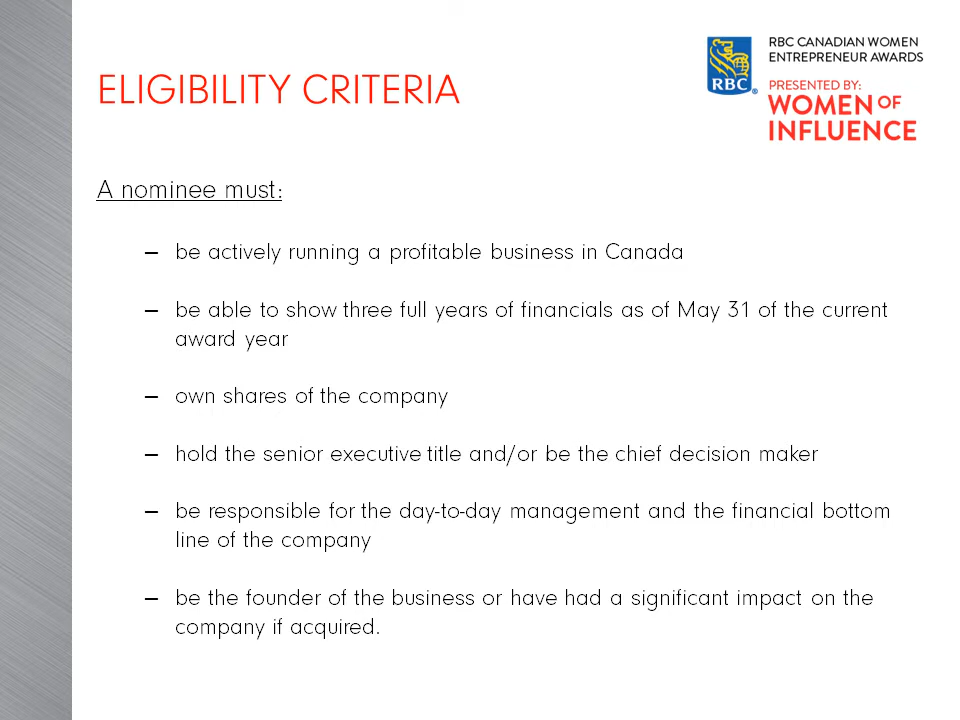 ELIGIBILITY CRITERIA
RBC®
RBC CANADIAN WOMEN
ENTREPRENEUR AWARDS
PRESENTED BY:
WOMEN OF
INFLUENCE
A nominee must:
– be actively running a profitable business in Canada
– be able to show three full years of financials as of May 31 of the current
award year
– own shares of the company
– hold the senior executive title and/or be the chief decision maker
– be responsible for the day-to-day management and the financial bottom
line of the company
– be the founder of the business or have had a significant impact on the
company if acquired.